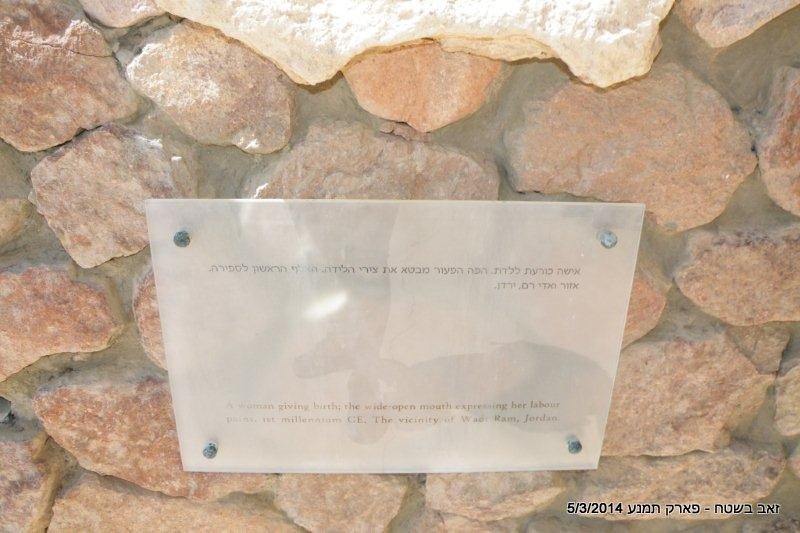 אישה כורעת ללדת. הפה הפעור מבטא את צירי הלידה. האלף הראשון לספירה.
אזור ואדי רם, ירדן.
A woman giving birth; the wide-open mouth expressing her labour
pains, 1st millennium CE. The vicinity of Wadi Ram, Jordan.
זאב בשטח - פארק תמנע 5/3/2014